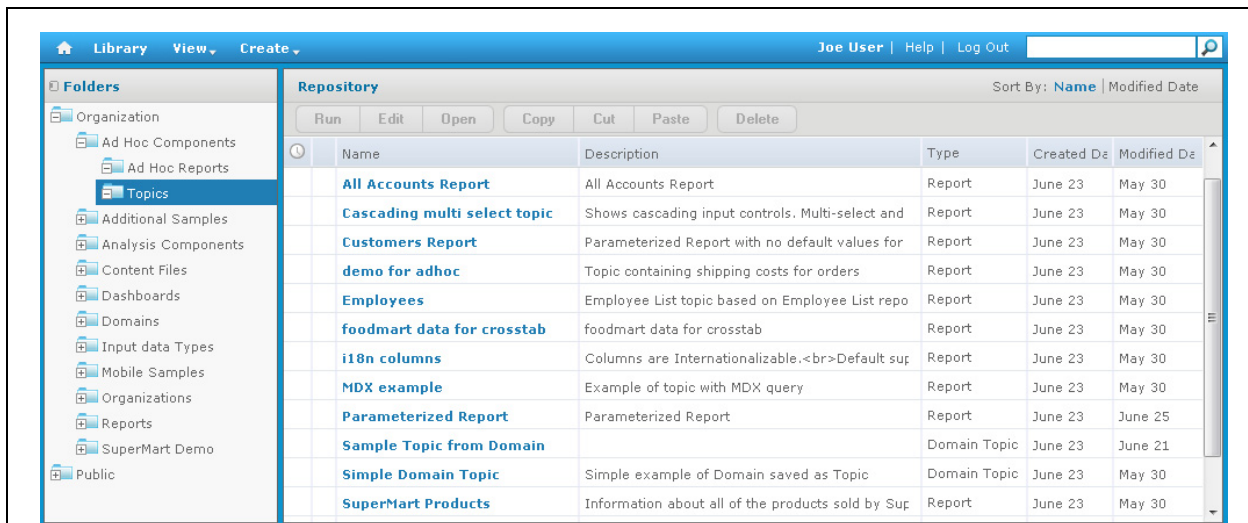 Library View Create Joe User | Help | Log Out
Folders
Organization
Ad Hoc Components
Ad Hoc Reports
Topics
Additional Samples
Analysis Components
Content Files
Dashboards
Domains
Input data Types
Mobile Samples
Organizations
Reports
SuperMart Demo
Public
Repository Sort By: Name | Modified Date
Run Edit Open Copy Cut Paste Delete
Name Description Type Created Da Modified Da
All Accounts Report All Accounts Report Report June 23 May 30
Cascading multi select topic Shows cascading input controls. Multi-select and Report June 23 May 30
Customers Report Parameterized Report with no default values for Report June 23 May 30
demo for adhoc Topic containing shipping costs for orders Report June 23 May 30
Employees Employee List topic based on Employee List repo Report June 23 May 30
foodmart data for crosstab foodmart data for crosstab Report June 23 May 30
i18n columns Columns are Internationalizable.<br>Default sup Report June 23 May 30
MDX example Example of topic with MDX query Report June 23 May 30
Parameterized Report Parameterized Report Report June 23 June 25
Sample Topic from Domain Domain Topic June 23 June 21
Simple Domain Topic Simple example of Domain saved as Topic Domain Topic June 23 May 30
SuperMart Products Information about all of the products sold by Sup Report June 23 May 30